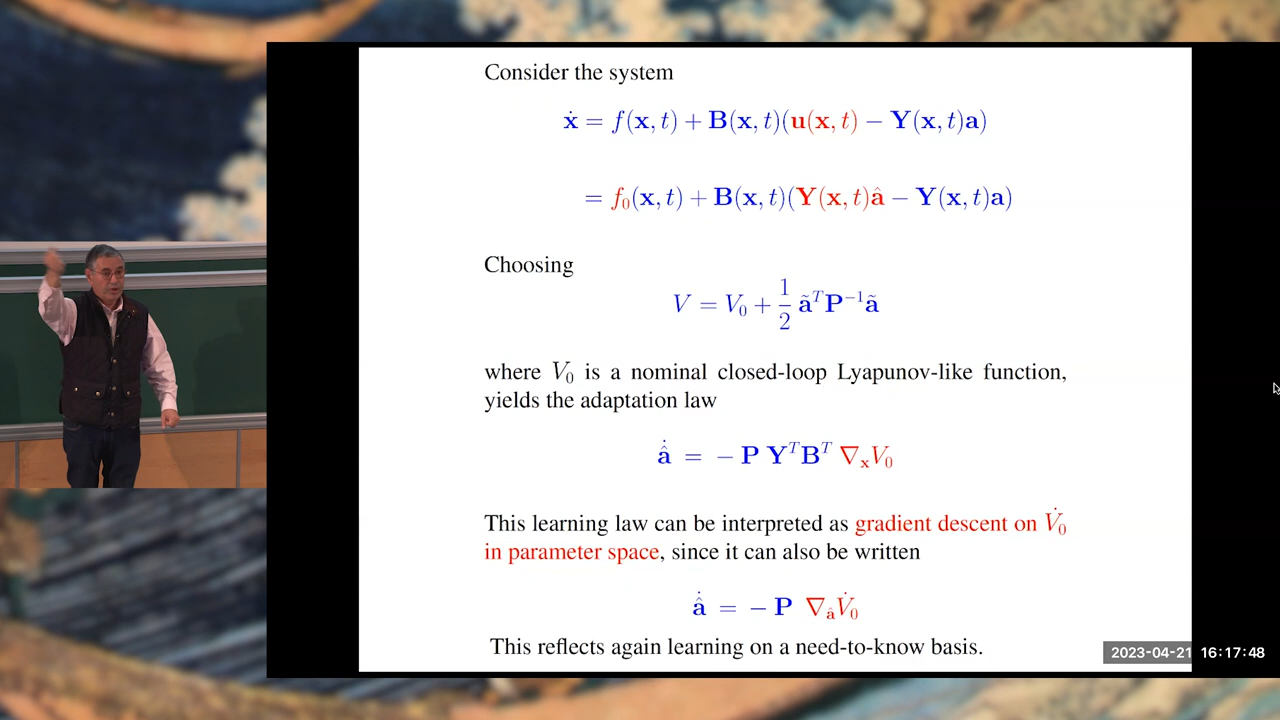 Consider the system
ẋ = f(x, t) + B(x, t)(u(x, t) − Y(x, t)a)
= f₀(x, t) + B(x, t)(Y(x, t)â − Y(x, t)a)
Choosing
V = V₀ + 1/2 ãᵀP⁻¹ã
where V₀ is a nominal closed-loop Lyapunov-like function,
yields the adaptation law
â̇ = − P YᵀBᵀ ∇ₓV₀
This learning law can be interpreted as gradient descent on V̇₀
in parameter space, since it can also be written
â̇ = − P ∇_â V̇₀
This reflects again learning on a need-to-know basis.
2023-04-21 16:17:48